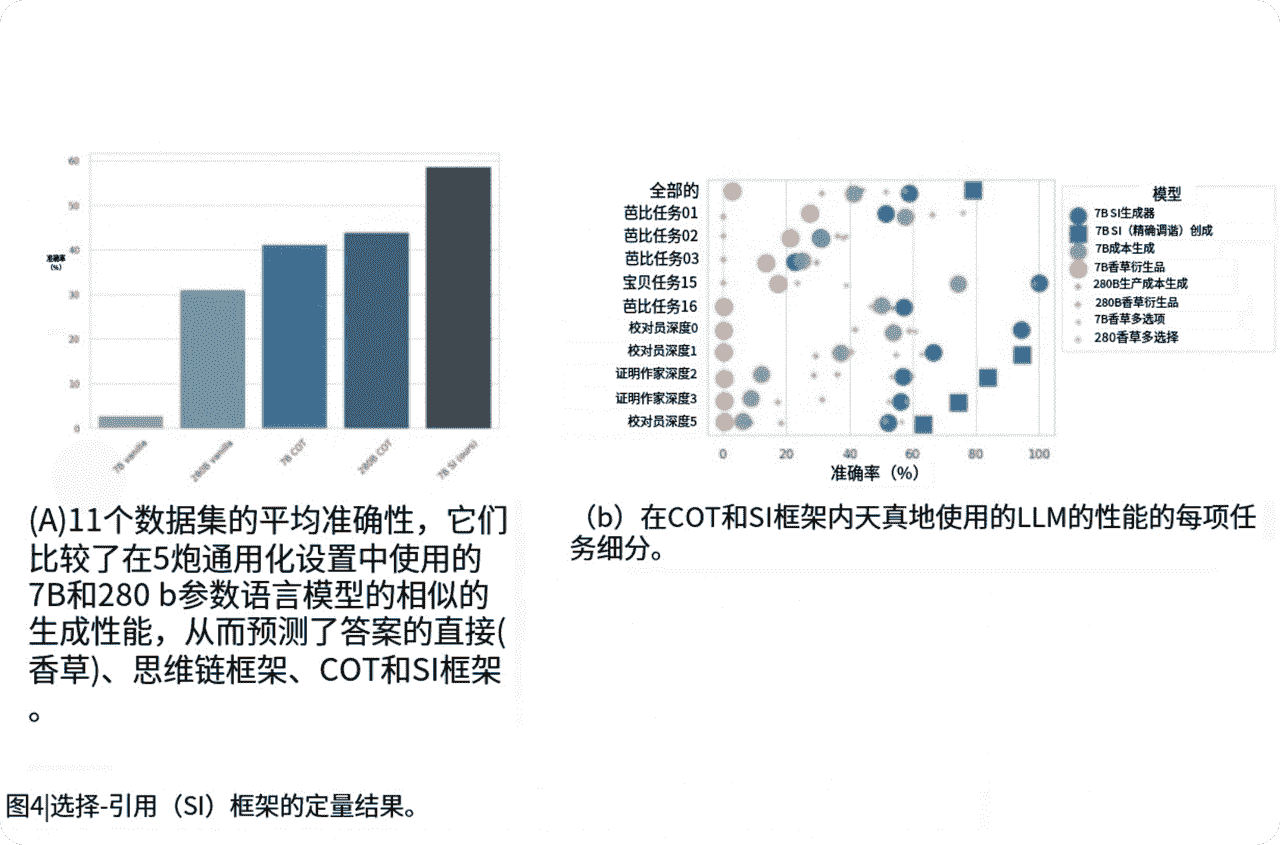 60
50
40
30
20
10
0
准确率
(%)
7B vanilla
280B vanilla
7B COT
280B COT
7B SI (ours)
(A)11个数据集的平均准确性，它们
比较了在5炮通用化设置中使用的
7B和280 b参数语言模型的相似的
生成性能，从而预测了答案的直接(
香草)、思维链框架、COT和SI框架
。
全部的
芭比任务01
芭比任务02
芭比任务03
宝贝任务15
芭比任务16
校对员深度0
校对员深度1
证明作家深度2
证明作家深度3
校对员深度5
0 20 40 60 80 100
准确率（%）
模型
7B SI生成器
7B SI（精确调谐）创成
7B成本生成
7B香草衍生品
280B生产成本生成
280B香草衍生品
7B香草多选项
280香草多选择
（b）在COT和SI框架内天真地使用的LLM的性能的每项任
务细分。
图4|选择-引用（SI）框架的定量结果。